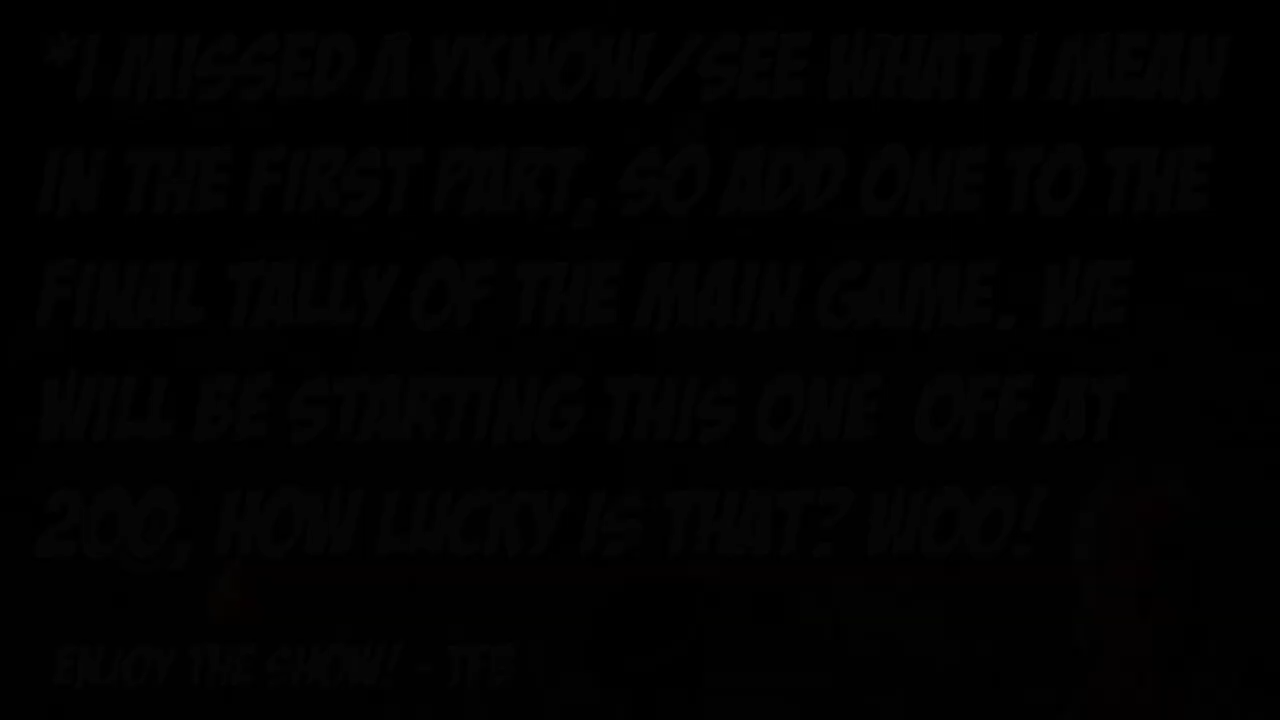 *I MISSED A YKNOW/SEE WHAT I MEAN
IN THE FIRST PART, SO ADD ONE TO THE
FINAL TALLY OF THE MAIN GAME. WE
WILL BE STARTING THIS ONE OFF AT
200, HOW LUCKY IS THAT? WOO!
ENJOY THE SHOW! - TFG